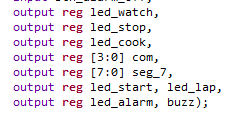 output reg led_watch,
output reg led_stop,
output reg led_cook,
output reg [3:0] com,
output reg [7:0] seg_7,
output reg led_start, led_lap,
output reg led_alarm, buzz);